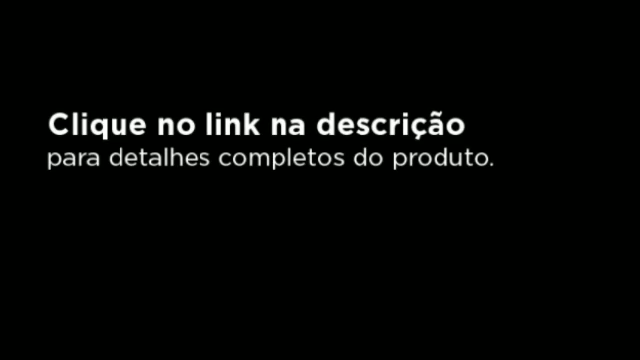 Clique no link na descrição
para detalhes completos do produto.